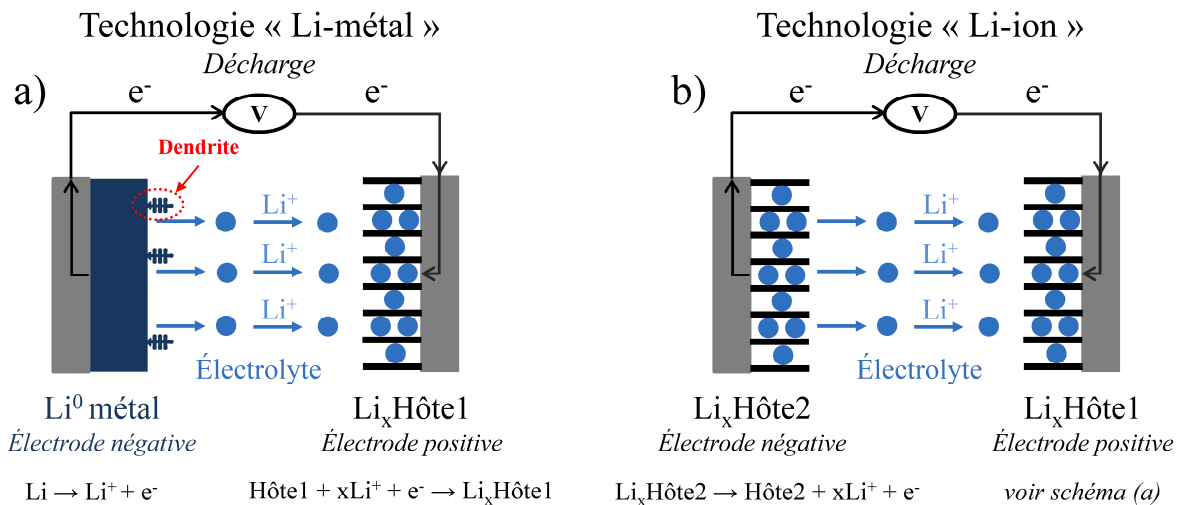 Technologie « Li-métal »
Décharge
a)
e-
V
e-
Dendrite
Li+
Li+
Li+
Électrolyte
Li0 métal
Électrode négative
LixHôte1
Électrode positive
Li → Li+ + e-
Hôte1 + xLi+ + e- → LixHôte1
Technologie « Li-ion »
Décharge
b)
e-
V
e-
Li+
Li+
Li+
Électrolyte
LixHôte2
Électrode négative
LixHôte1
Électrode positive
LixHôte2 → Hôte2 + xLi+ + e-
voir schéma (a)